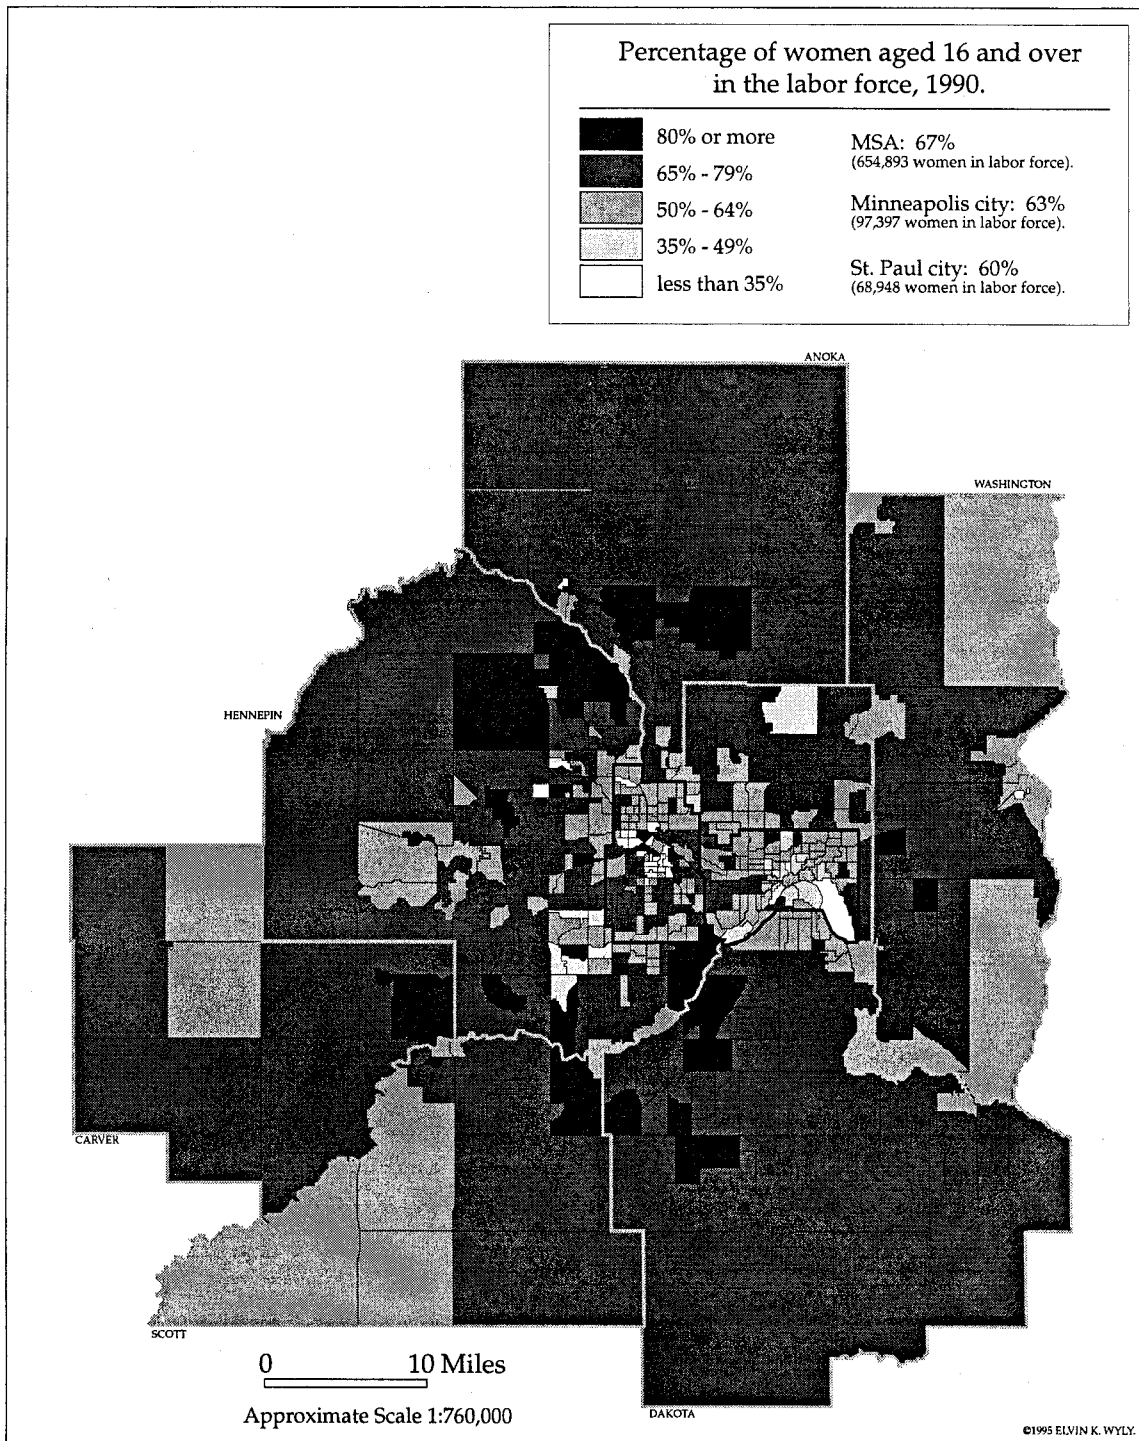 Percentage of women aged 16 and over
in the labor force, 1990.
80% or more
65% - 79%
50% - 64%
35% - 49%
less than 35%
MSA: 67%
(654,893 women in labor force).
Minneapolis city: 63%
(97,397 women in labor force).
St. Paul city: 60%
(68,948 women in labor force).
ANOKA
WASHINGTON
HENNEPIN
CARVER
SCOTT
DAKOTA
0 10 Miles
Approximate Scale 1:760,000
©1995 ELVIN K. WYLY.